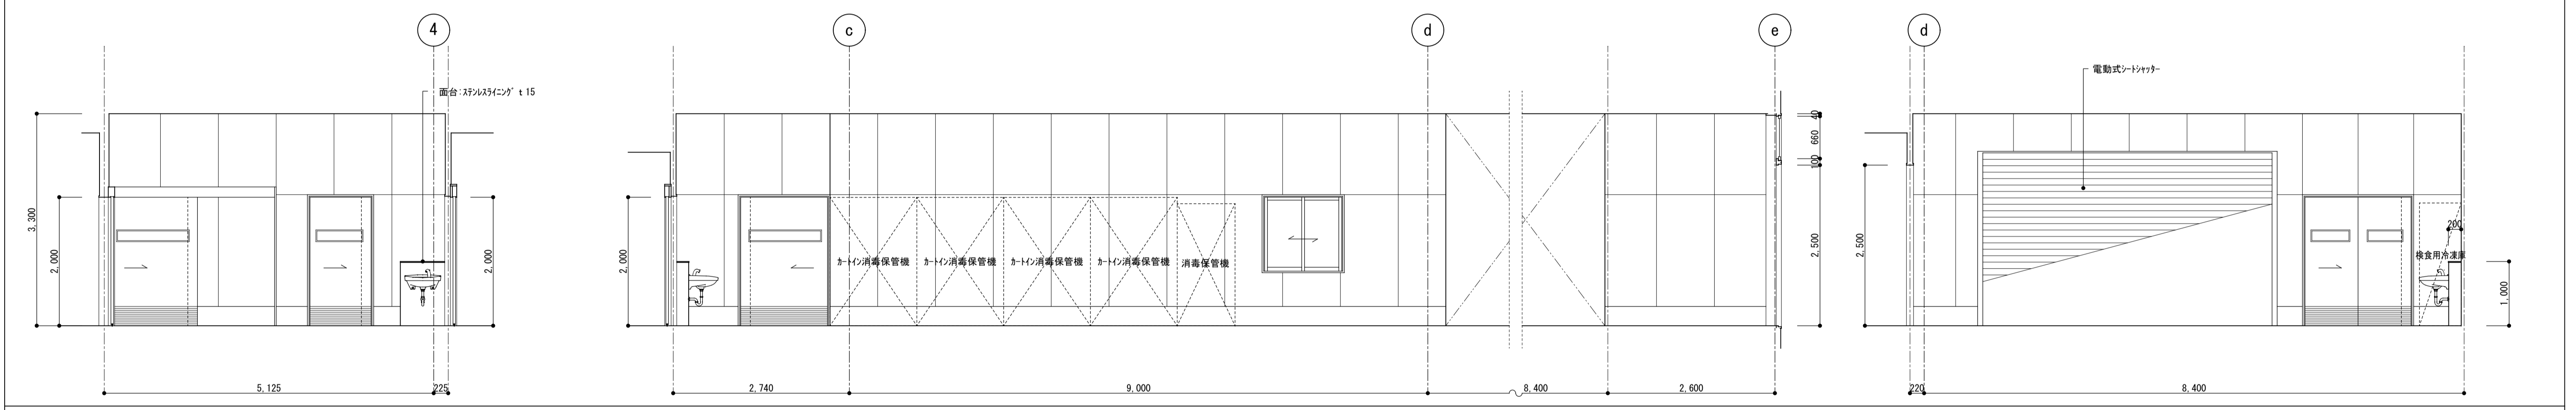 4
面台:ステンレスライニング t 15
3,300
2,000
2,000
5,125
225
c
d
e
2,000
カートイン消毒保管機
カートイン消毒保管機
カートイン消毒保管機
カートイン消毒保管機
消毒保管機
40
660
100
2,500
2,740
9,000
8,400
2,600
d
電動式シートシャッター
2,500
200
検食用冷凍庫
1,000
220
8,400